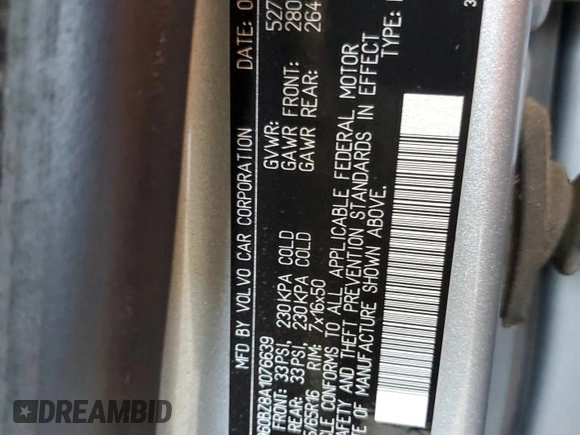 MFD BY VOLVO CAR CORPORATION DATE: 0
GVWR: 527
GAWR FRONT: 280
GAWR REAR: 264
960DZ8A1076639
FRONT: 33PSI, 230KPA COLD
REAR: 33PSI, 230KPA COLD
5/65R16 RIM: 7x16x50
CLE CONFORMS TO ALL APPLICABLE FEDERAL MOTOR
AFETY AND THEFT PREVENTION STANDARDS IN EFFECT
TE OF MANUFACTURE SHOWN ABOVE. TYPE: